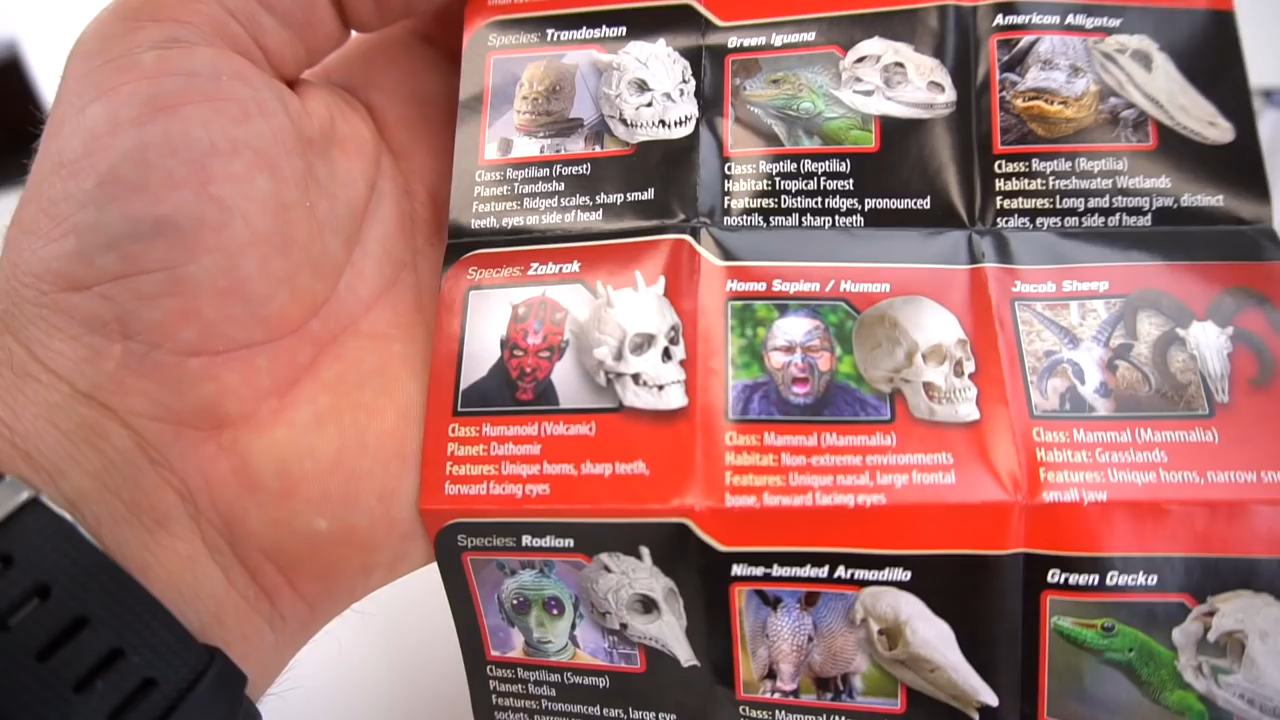 Species: Trandoshan
Class: Reptilian (Forest)
Planet: Trandosha
Features: Ridged scales, sharp small
teeth, eyes on side of head
Green Iguana
Class: Reptile (Reptilia)
Habitat: Tropical Forest
Features: Distinct ridges, pronounced
nostrils, small sharp teeth
American Alligator
Class: Reptile (Reptilia)
Habitat: Freshwater Wetlands
Features: Long and strong jaw, distinct
scales, eyes on side of head
Species: Zabrak
Class: Humanoid (Volcanic)
Planet: Dathomir
Features: Unique horns, sharp teeth,
forward facing eyes
Homo Sapien / Human
Class: Mammal (Mammalia)
Habitat: Non-extreme environments
Features: Unique nasal, large frontal
bone, forward facing eyes
Jacob Sheep
Class: Mammal (Mammalia)
Habitat: Grasslands
Features: Unique horns, narrow
small jaw
Species: Rodian
Class: Reptilian (Swamp)
Planet: Rodia
Features: Pronounced ears, large eye
sockets,
Nine-banded Armadillo
Class: Mammal
Green Gecko